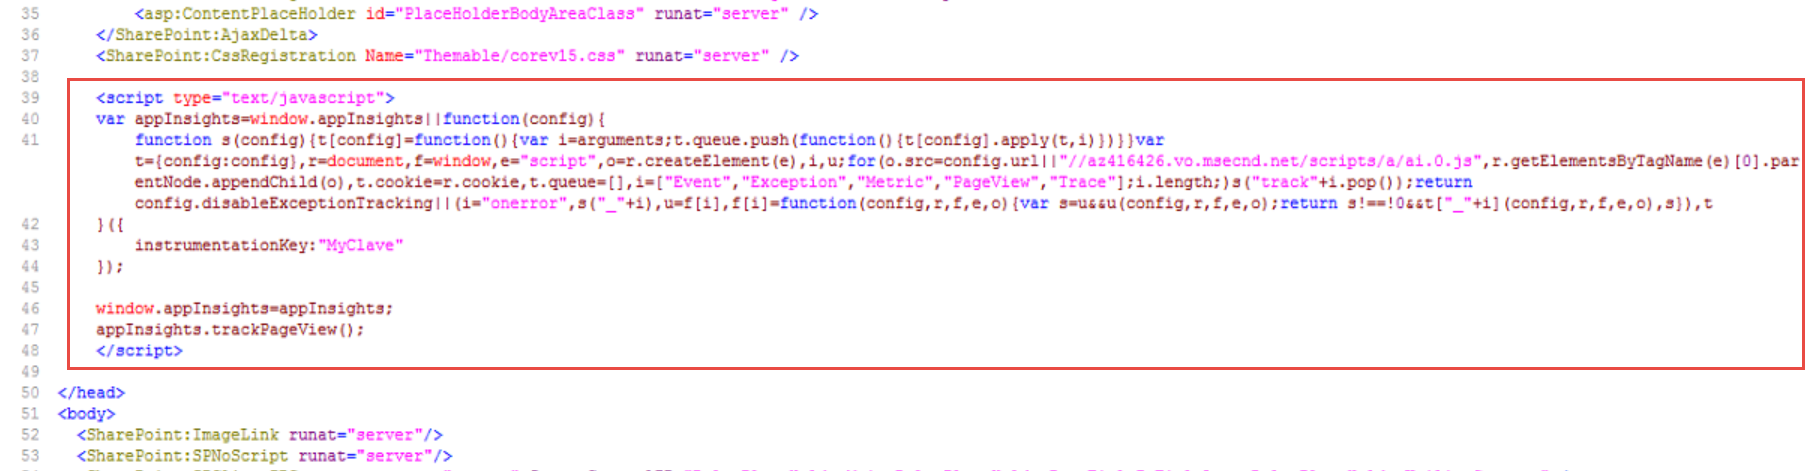 35 <asp:ContentPlaceHolder id="PlaceHolderBodyAreaClass" runat="server" />
36 </SharePoint:AjaxDelta>
37 <SharePoint:CssRegistration Name="Themable/corev15.css" runat="server" />
38
39 <script type="text/javascript">
40 var appInsights=window.appInsights||function(config){
41 function s(config){t[config]=function(){var i=arguments;t.queue.push(function(){t[config].apply(t,i)})}}var
t={config:config},r=document,f=window,e="script",o=r.createElement(e),i,u;for(o.src=config.url||"//az416426.vo.msecnd.net/scripts/a/ai.0.js",r.getElementsByTagName(e)[0].par
entNode.appendChild(o),t.cookie=r.cookie,t.queue=[],i=["Event","Exception","Metric","PageView","Trace"];i.length;)s("track"+i.pop());return
config.disableExceptionTracking||(i="onerror",s("_"+i),u=f[i],f[i]=function(config,r,f,e,o){var s=u&&u(config,r,f,e,o);return s!==!0&&t["_"+i](config,r,f,e,o),s}),t
42 }({
43 instrumentationKey:"MyClave"
44 });
45
46 window.appInsights=appInsights;
47 appInsights.trackPageView();
48 </script>
49
50 </head>
51 <body>
52 <SharePoint:ImageLink runat="server"/>
53 <SharePoint:SPNoScript runat="server"/>